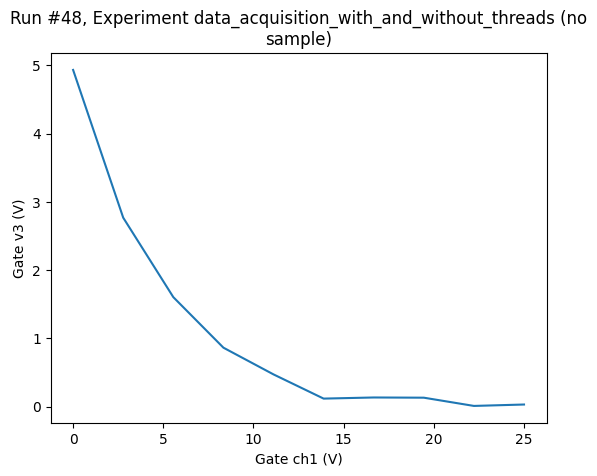 Run #48, Experiment data_acquisition_with_and_without_threads (no
sample)
5
4
3
2
1
0
Gate v3 (V)
0 5 10 15 20 25
Gate ch1 (V)